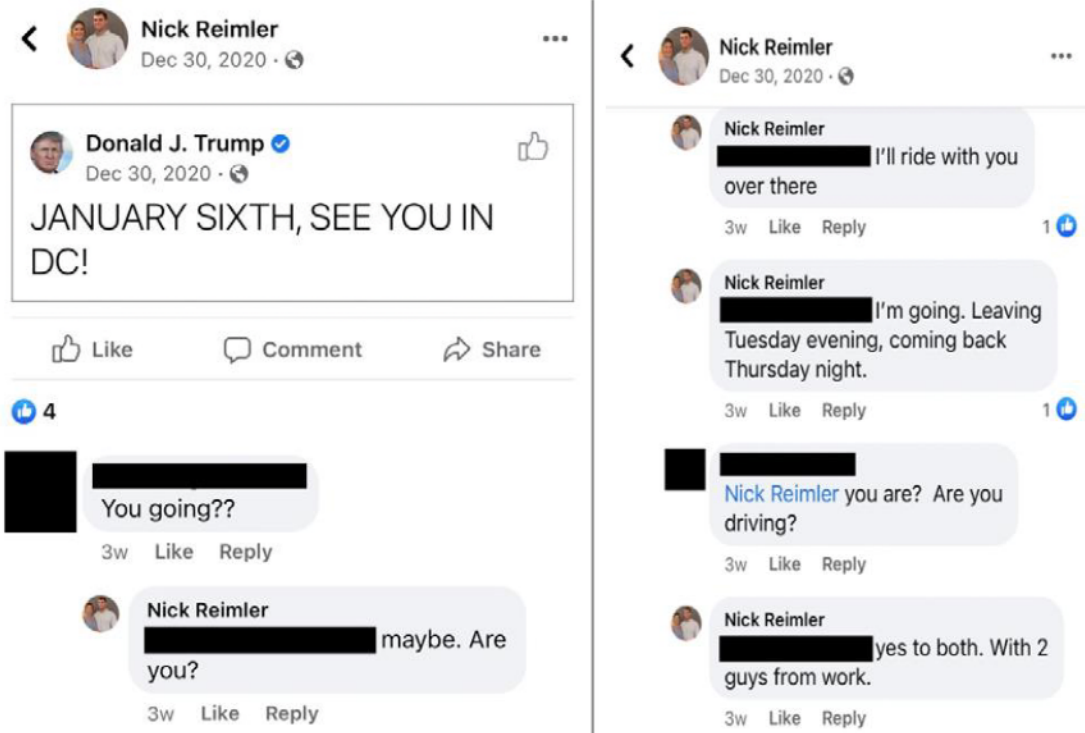 Nick Reimler
Dec 30, 2020 ·
Donald J. Trump
Dec 30, 2020 ·
JANUARY SIXTH, SEE YOU IN
DC!
Like Comment Share
4
You going??
3w Like Reply
Nick Reimler
maybe. Are
you?
3w Like Reply
Nick Reimler
Dec 30, 2020 ·
Nick Reimler
I'll ride with you
over there
3w Like Reply 1
Nick Reimler
I'm going. Leaving
Tuesday evening, coming back
Thursday night.
3w Like Reply 1
Nick Reimler you are? Are you
driving?
3w Like Reply
Nick Reimler
yes to both. With 2
guys from work.
3w Like Reply